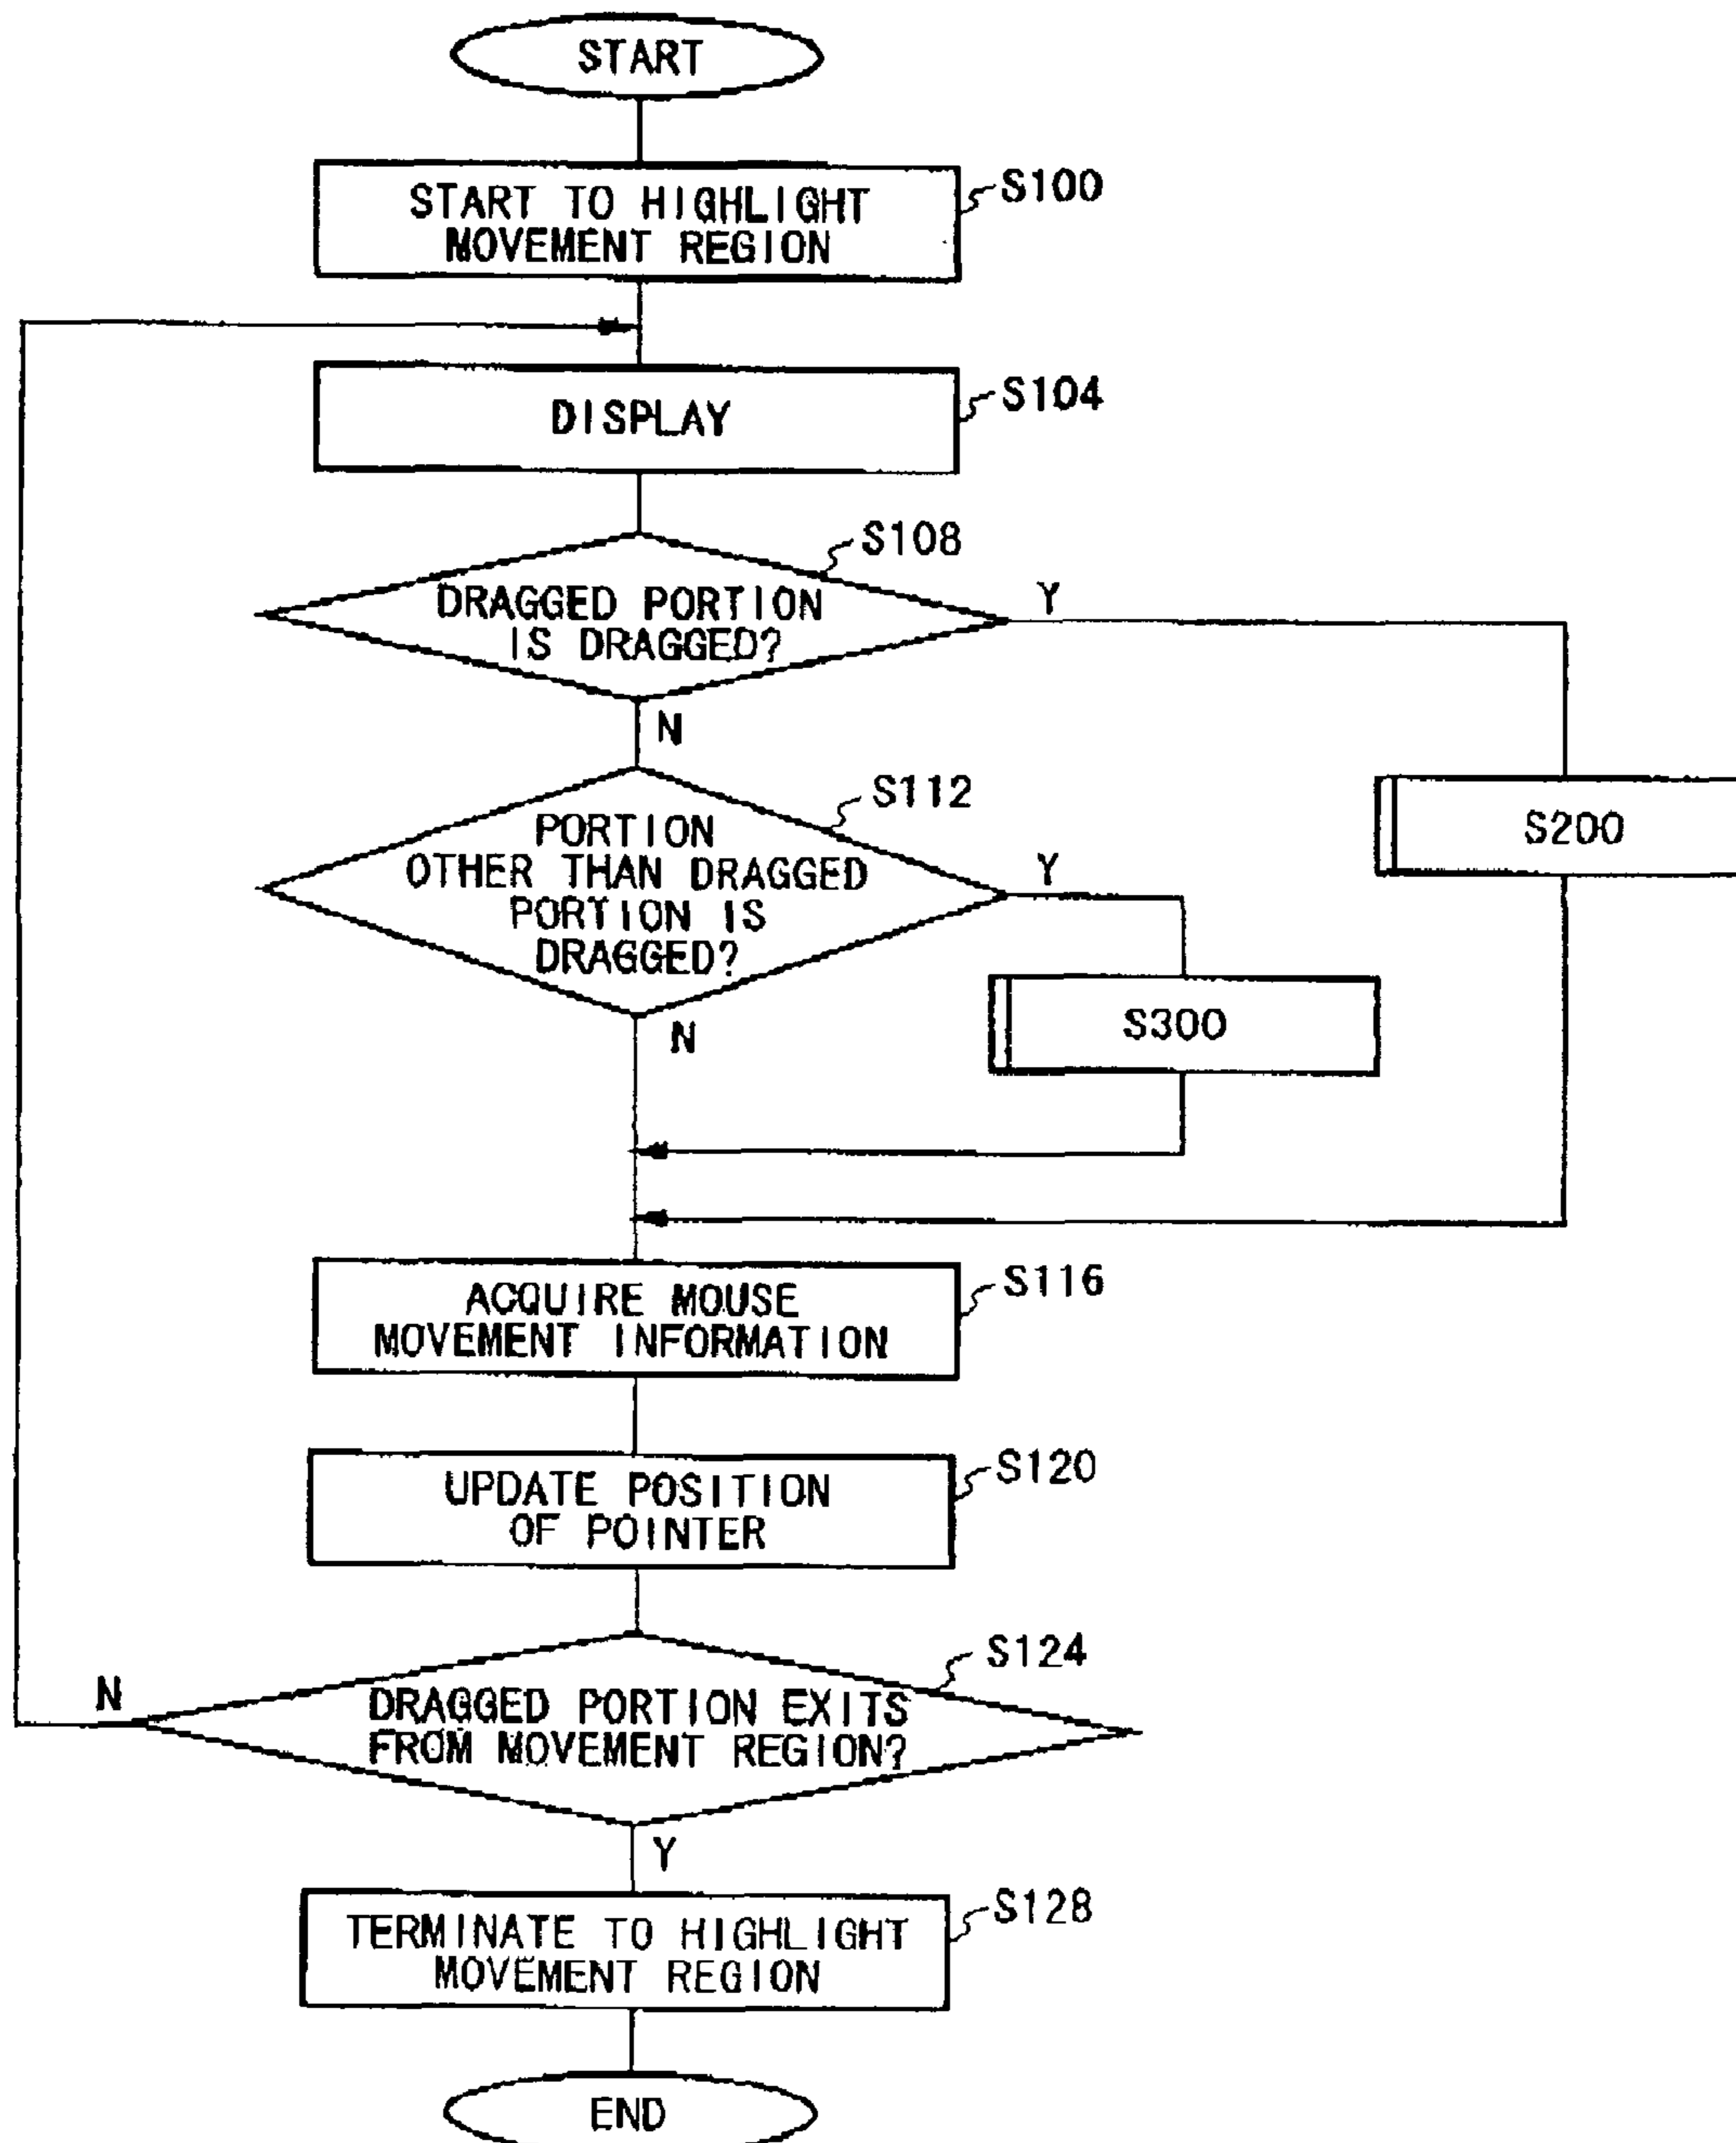 START
START TO HIGHLIGHT
MOVEMENT REGION
S100
DISPLAY
S104
S108
DRAGGED PORTION
IS DRAGGED?
Y
N
S112
PORTION
OTHER THAN DRAGGED
PORTION IS
DRAGGED?
Y
N
S200
S300
ACQUIRE MOUSE
MOVEMENT INFORMATION
S116
UPDATE POSITION
OF POINTER
S120
S124
DRAGGED PORTION EXITS
FROM MOVEMENT REGION?
N
Y
TERMINATE TO HIGHLIGHT
MOVEMENT REGION
S128
END